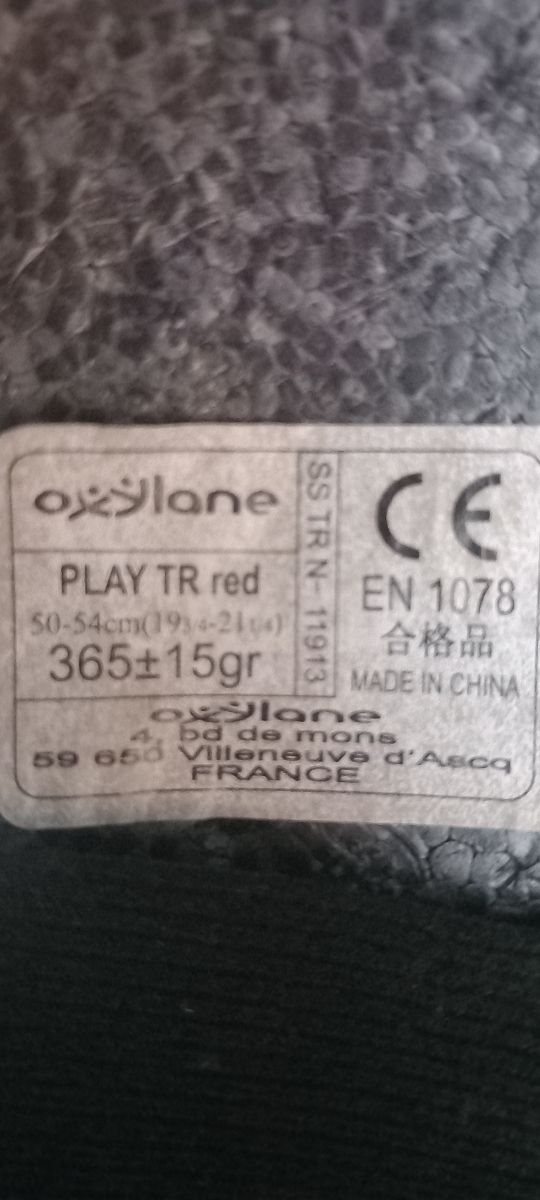 oxylane
PLAY TR red
50-54cm(19 3/4-21 1/4)
365±15gr
SS TR N- 11913
CE
EN 1078
合格品
MADE IN CHINA
oxylane
4, bd de mons
59 650 Villeneuve d'Ascq
FRANCE